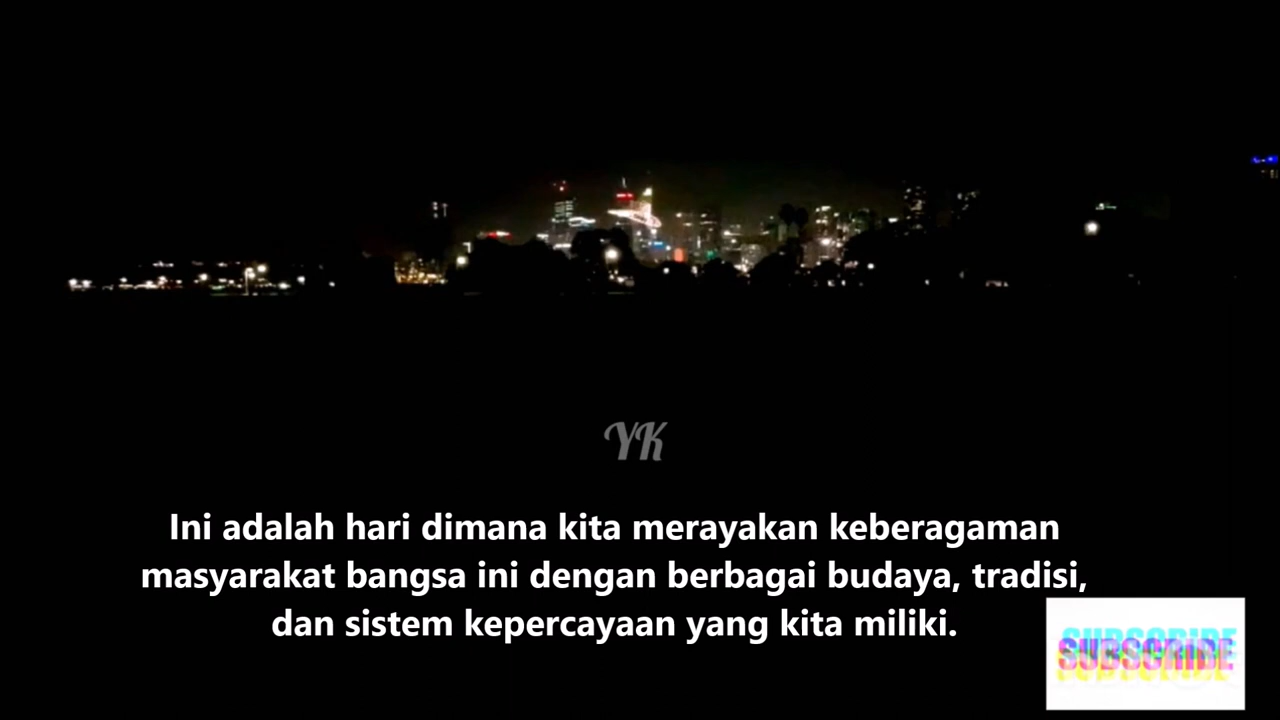 YK
Ini adalah hari dimana kita merayakan keberagaman
masyarakat bangsa ini dengan berbagai budaya, tradisi,
dan sistem kepercayaan yang kita miliki.
SUBSCRIBE